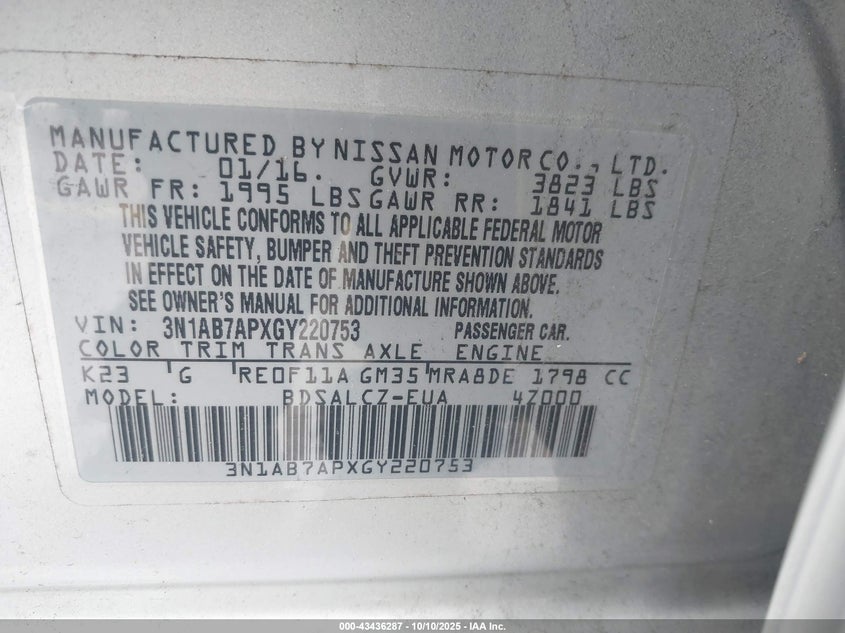 MANUFACTURED BY NISSAN MOTOR CO., LTD.
DATE: 01/16. GVWR: 3823 LBS
GAWR FR: 1995 LBS GAWR RR: 1841 LBS
THIS VEHICLE CONFORMS TO ALL APPLICABLE FEDERAL MOTOR
VEHICLE SAFETY, BUMPER AND THEFT PREVENTION STANDARDS
IN EFFECT ON THE DATE OF MANUFACTURE SHOWN ABOVE.
SEE OWNER'S MANUAL FOR ADDITIONAL INFORMATION.
VIN: 3N1AB7APXGY220753 PASSENGER CAR.
COLOR TRIM TRANS AXLE ENGINE
K23 G RE0F11A GM35 MRA8DE 1798 CC
MODEL: BDSALCZ-EUA 4Z000
3N1AB7APXGY220753
000-43436287 - 10/10/2025 - IAA Inc.